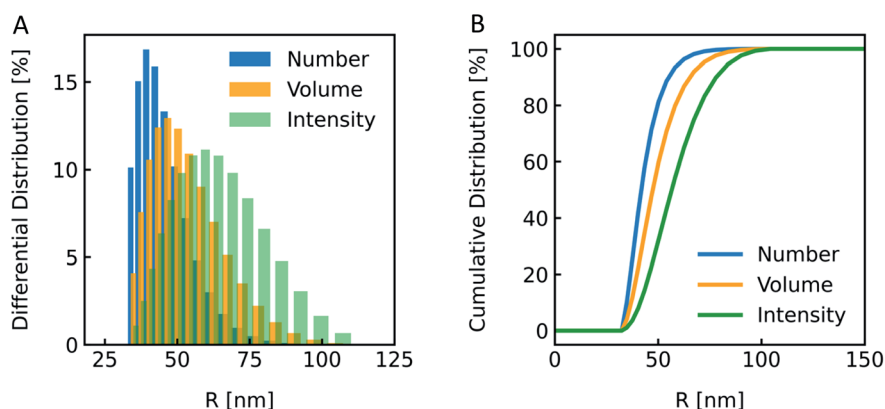 A
Differential Distribution [%]
15
10
5
0
Number
Volume
Intensity
25
50
75
100
125
R [nm]
B
Cumulative Distribution [%]
100
80
60
40
20
0
Number
Volume
Intensity
0
50
100
150
R [nm]